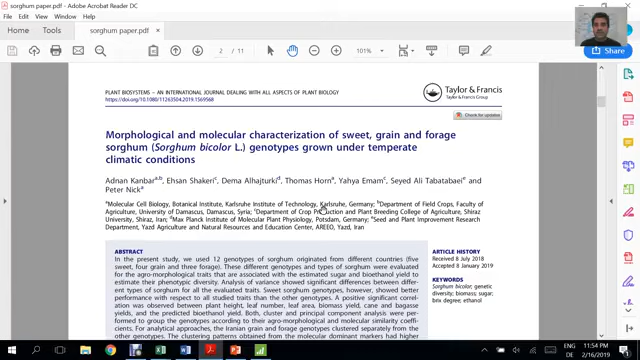 sorghum paper.pdf - Adobe Acrobat Reader DC
File Edit View Window Help
Home Tools sorghum paper.pdf ×
2 / 11 101% Share
PLANT BIOSYSTEMS – AN INTERNATIONAL JOURNAL DEALING WITH ALL ASPECTS OF PLANT BIOLOGY
https://doi.org/10.1080/11263504.2019.1569568
Taylor & Francis
Taylor & Francis Group
Check for updates
Morphological and molecular characterization of sweet, grain and forage
sorghum (Sorghum bicolor L.) genotypes grown under temperate
climatic conditions
Adnan Kanbara,b, Ehsan Shakeric, Dema Alhajturkid, Thomas Horna, Yahya Emamc, Seyed Ali Tabatabaeie and
Peter Nicka
aMolecular Cell Biology, Botanical Institute, Karlsruhe Institute of Technology, Karlsruhe, Germany; bDepartment of Field Crops, Faculty of
Agriculture, University of Damascus, Damascus, Syria; cDepartment of Crop Production and Plant Breeding College of Agriculture, Shiraz
University, Shiraz, Iran; dMax Planck Institute of Molecular Plant Physiology, Potsdam, Germany; eSeed and Plant Improvement Research
Department, Yazd Agriculture and Natural Resources and Education Center, AREEO, Yazd, Iran
ABSTRACT
In the present study, we used 12 genotypes of sorghum originated from different countries (five
sweet, four grain and three forage). These different genotypes and types of sorghum were evaluated
for the agro-morphological traits that are associated with the estimated sugar and bioethanol yield to
estimate their phenotypic diversity. Analysis of variance showed significant differences between differ-
ent types of sorghum for all the evaluated traits. Sweet sorghum genotypes, however, showed better
performance with respect to all studied traits than the other genotypes. A positive significant correl-
ation was observed between plant height, leaf number, leaf area, biomass yield, cane and bagasse
yields, and the predicted bioethanol yield. Both, cluster and principal component analysis were per-
formed to group the genotypes according to their agro-morphological and molecular similarity coeffi-
cients. For analytical approaches, the Iranian grain and forage genotypes clustered separately from the
other genotypes. The clustering patterns obtained from the molecular dominant markers had higher
ARTICLE HISTORY
Received 8 July 2018
Accepted 8 January 2019
KEYWORDS
Sorghum bicolor; genetic
diversity; biomass; sugar;
brix degree; ethanol
ENG 11:54 PM
2/16/2019